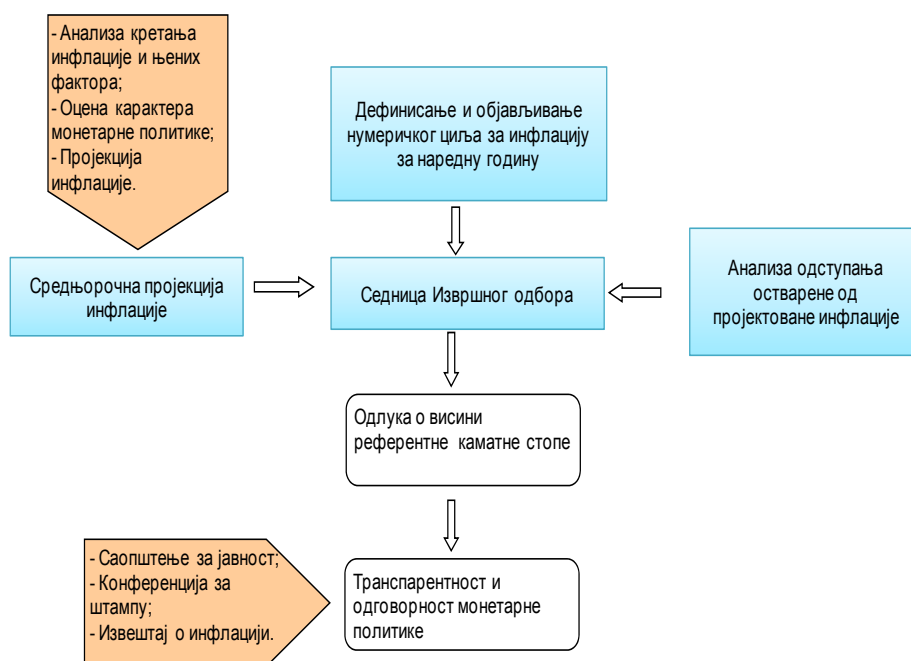 - Анализа кретања
инфлације и њених
фактора;
- Оцена карактера
монетарне политике;
- Пројекција
инфлације.
Дефинисање и објављивање
нумеричког циља за инфлацију
за наредну годину
Средњорочна пројекција
инфлације
Седница Извршног одбора
Анализа одступања
остварене од
пројектоване инфлације
Одлука о висини
референтне каматне стопе
- Саопштење за јавност;
- Конференција за
штампу;
- Извештај о инфлацији.
Транспарентност и
одговорност монетарне
политике